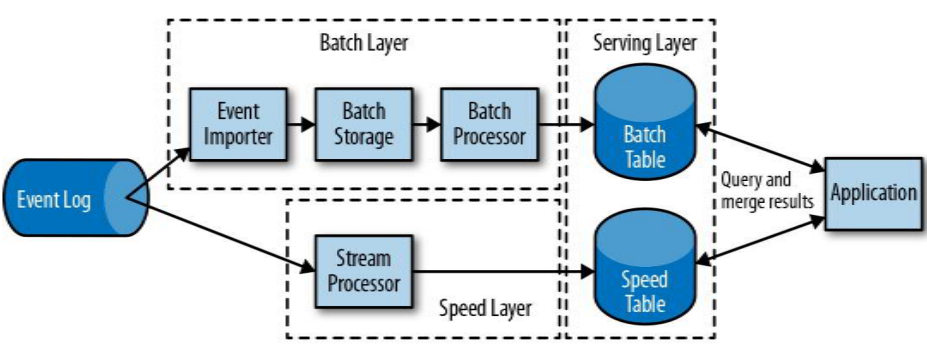 Batch Layer
Serving Layer
Event
Importer
Batch
Storage
Batch
Processor
Batch
Table
Event Log
Query and
merge results
Application
Stream
Processor
Speed
Table
Speed Layer